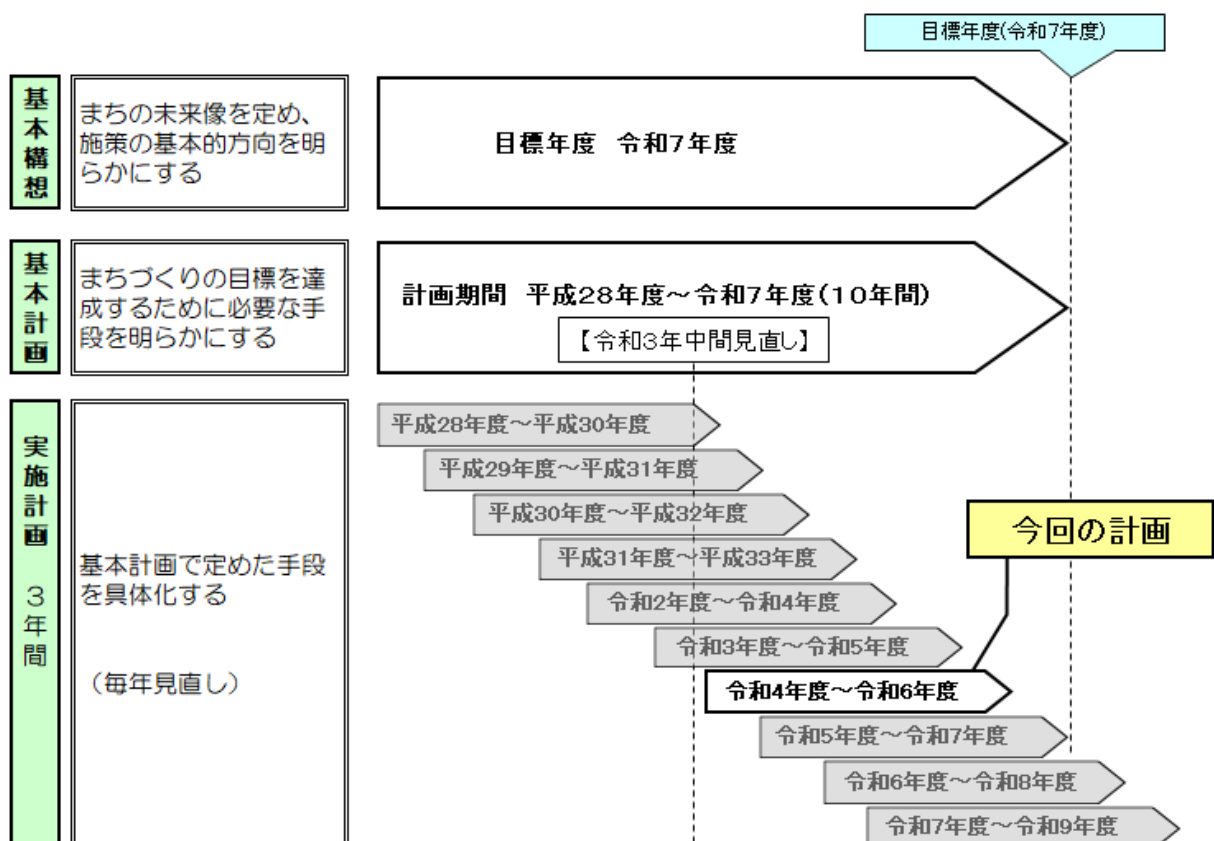 目標年度(令和7年度)
基本構想
まちの未来像を定め、
施策の基本的方向を明
らかにする
目標年度 令和7年度
基本計画
まちづくりの目標を達
成するために必要な手
段を明らかにする
計画期間 平成28年度～令和7年度(10年間)
【令和3年中間見直し】
実施計画 3年間
基本計画で定めた手段
を具体化する
（毎年見直し）
平成28年度～平成30年度
平成29年度～平成31年度
平成30年度～平成32年度
平成31年度～平成33年度
令和2年度～令和4年度
令和3年度～令和5年度
今回の計画
令和4年度～令和6年度
令和5年度～令和7年度
令和6年度～令和8年度
令和7年度～令和9年度